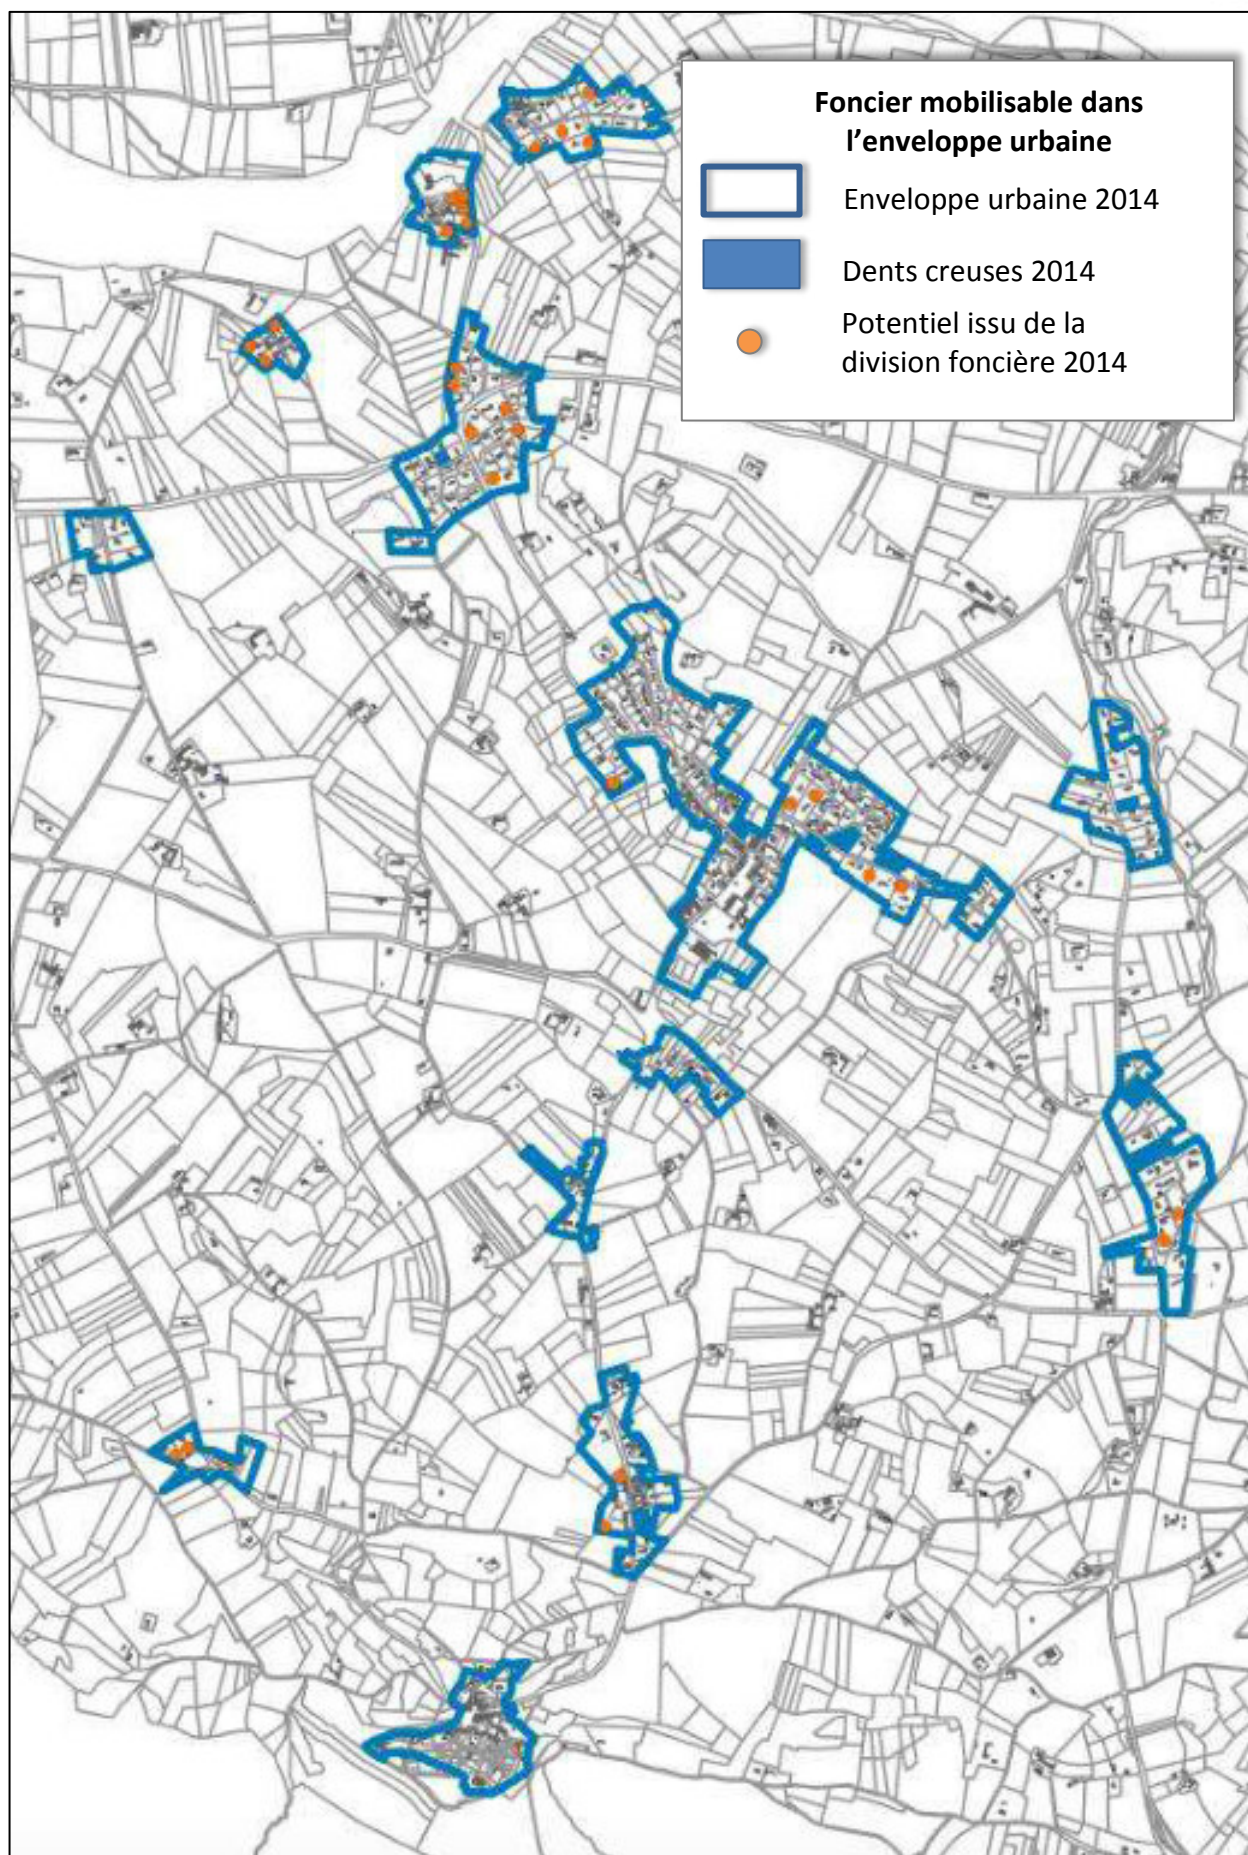 Foncier mobilisable dans
l’enveloppe urbaine
Enveloppe urbaine 2014
Dents creuses 2014
Potentiel issu de la
division foncière 2014